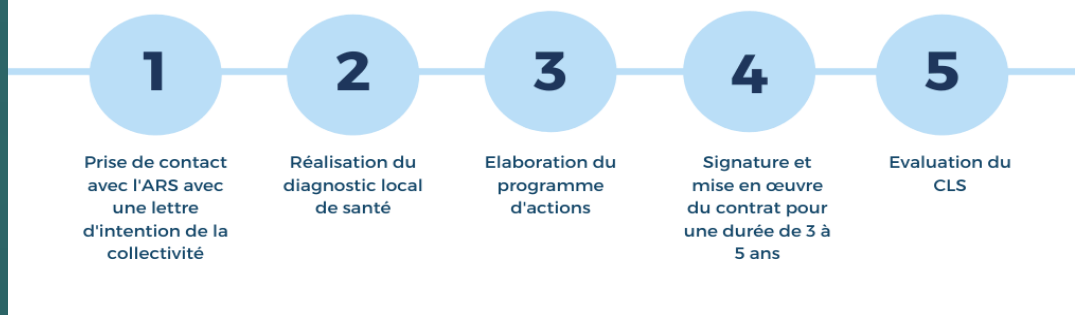 1
Prise de contact
avec l'ARS avec
une lettre
d'intention de la
collectivité
2
Réalisation du
diagnostic local
de santé
3
Elaboration du
programme
d'actions
4
Signature et
mise en œuvre
du contrat pour
une durée de 3 à
5 ans
5
Evaluation du
CLS